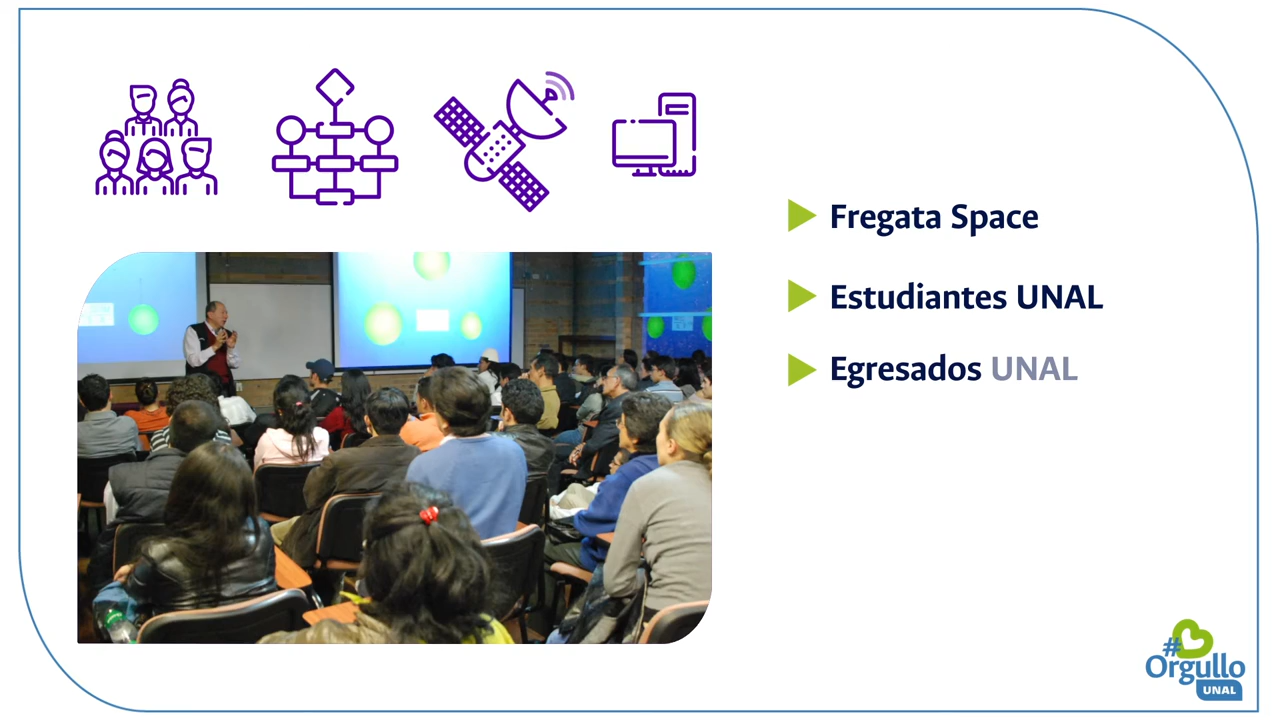 Fregata Space
Estudiantes UNAL
Egresados UNAL
#
Orgullo
UNAL